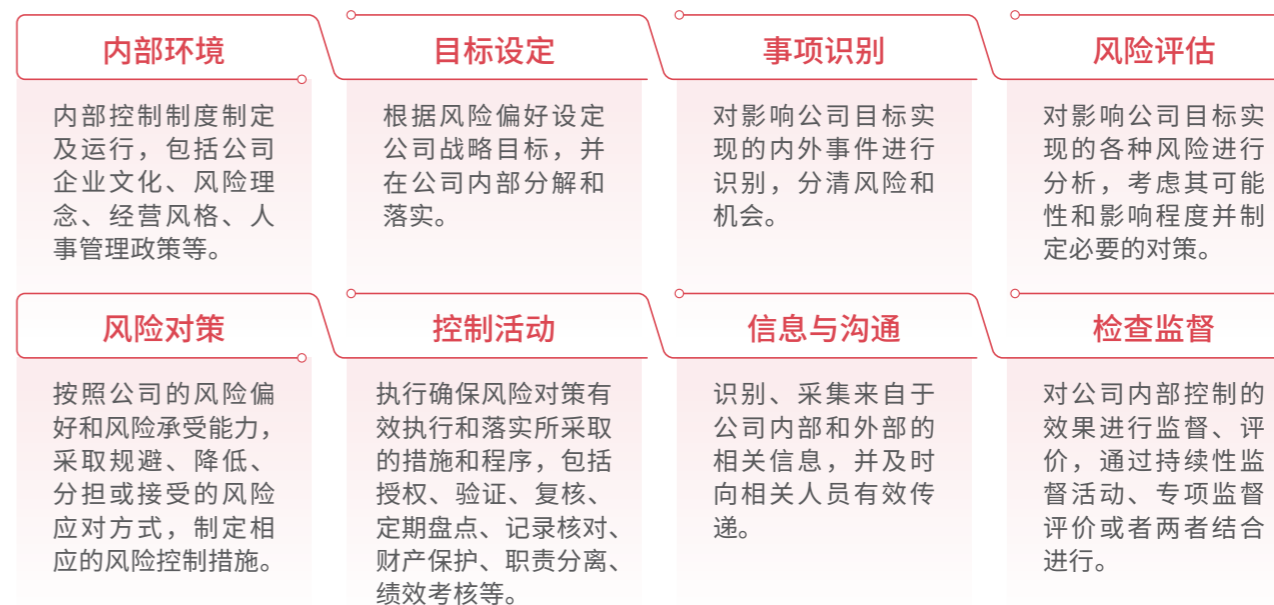 内部环境
内部控制制度制定
及运行，包括公司
企业文化、风险理
念、经营风格、人
事管理政策等。
目标设定
根据风险偏好设定
公司战略目标，并
在公司内部分解和
落实。
事项识别
对影响公司目标实
现的内外事件进行
识别，分清风险和
机会。
风险评估
对影响公司目标实
现的各种风险进行
分析，考虑其可能
性和影响程度并制
定必要的对策。
风险对策
按照公司的风险偏
好和风险承受能力，
采取规避、降低、
分担或接受的风险
应对方式，制定相
应的风险控制措施。
控制活动
执行确保风险对策有
效执行和落实所采取
的措施和程序，包括
授权、验证、复核、
定期盘点、记录核对、
财产保护、职责分离、
绩效考核等。
信息与沟通
识别、采集来自于
公司内部和外部的
相关信息，并及时
向相关人员有效传
递。
检查监督
对公司内部控制的
效果进行监督、评
价，通过持续性监
督活动、专项监督
评价或者两者结合
进行。